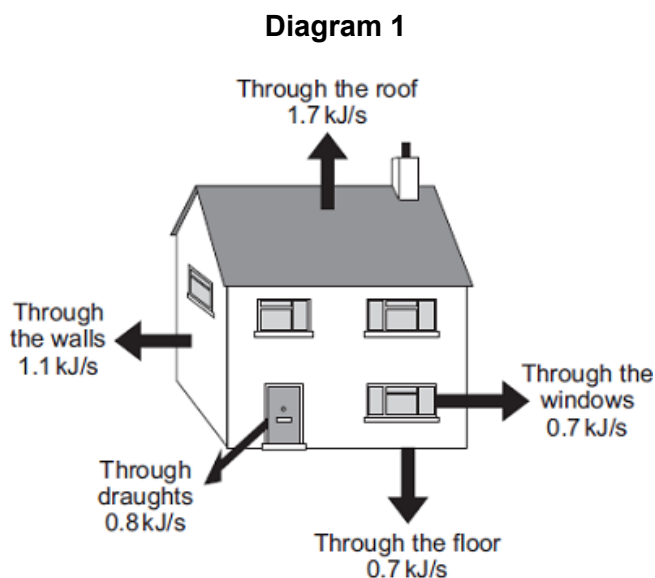 Diagram 1
Through the roof
1.7 kJ/s
Through
the walls
1.1 kJ/s
Through the
windows
0.7 kJ/s
Through
draughts
0.8 kJ/s
Through the floor
0.7 kJ/s